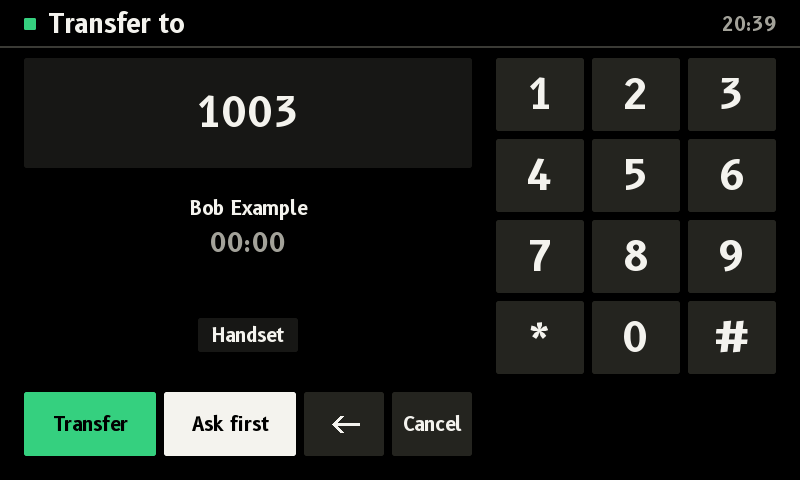 Transfer to
20:39
1003
Bob Example
00:00
Handset
Transfer
Ask first
←
Cancel
1 2 3
4 5 6
7 8 9
* 0 #